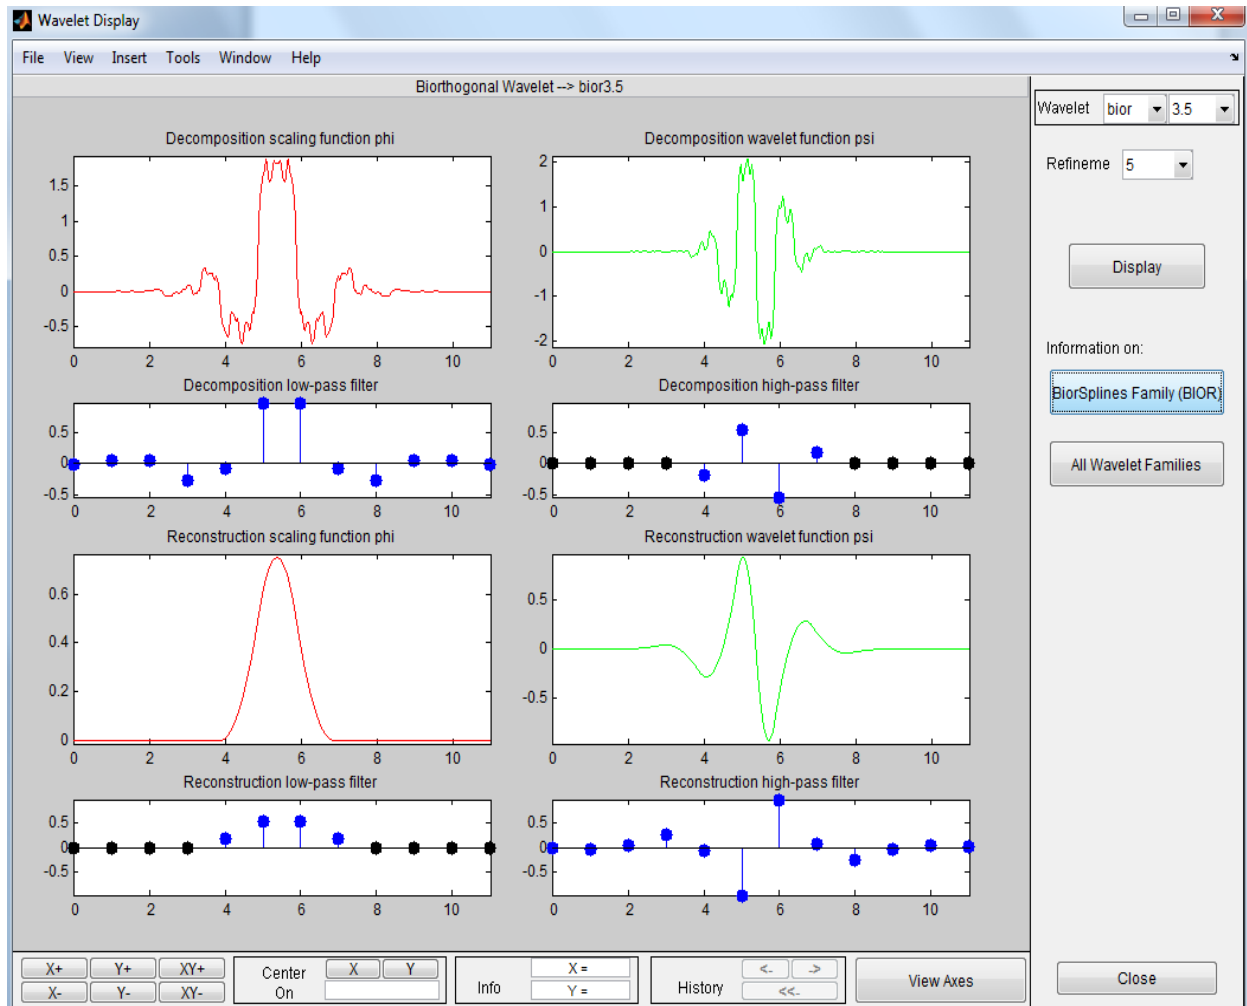 Wavelet Display
File View Insert Tools Window Help
Biorthogonal Wavelet --> bior3.5
Decomposition scaling function phi
1.5
1
0.5
0
-0.5
0 2 4 6 8 10
Decomposition wavelet function psi
2
1
0
-1
-2
0 2 4 6 8 10
Decomposition low-pass filter
0.5
0
-0.5
0 2 4 6 8 10
Decomposition high-pass filter
0.5
0
-0.5
0 2 4 6 8 10
Reconstruction scaling function phi
0.6
0.4
0.2
0
0 2 4 6 8 10
Reconstruction wavelet function psi
0.5
0
-0.5
0 2 4 6 8 10
Reconstruction low-pass filter
0.5
0
-0.5
0 2 4 6 8 10
Reconstruction high-pass filter
0.5
0
-0.5
0 2 4 6 8 10
Wavelet bior 3.5
Refineme 5
Display
Information on:
BiorSplines Family (BIOR)
All Wavelet Families
X+ Y+ XY+
X- Y- XY-
Center On X Y
Info X = Y =
History <- -> <<-
View Axes
Close